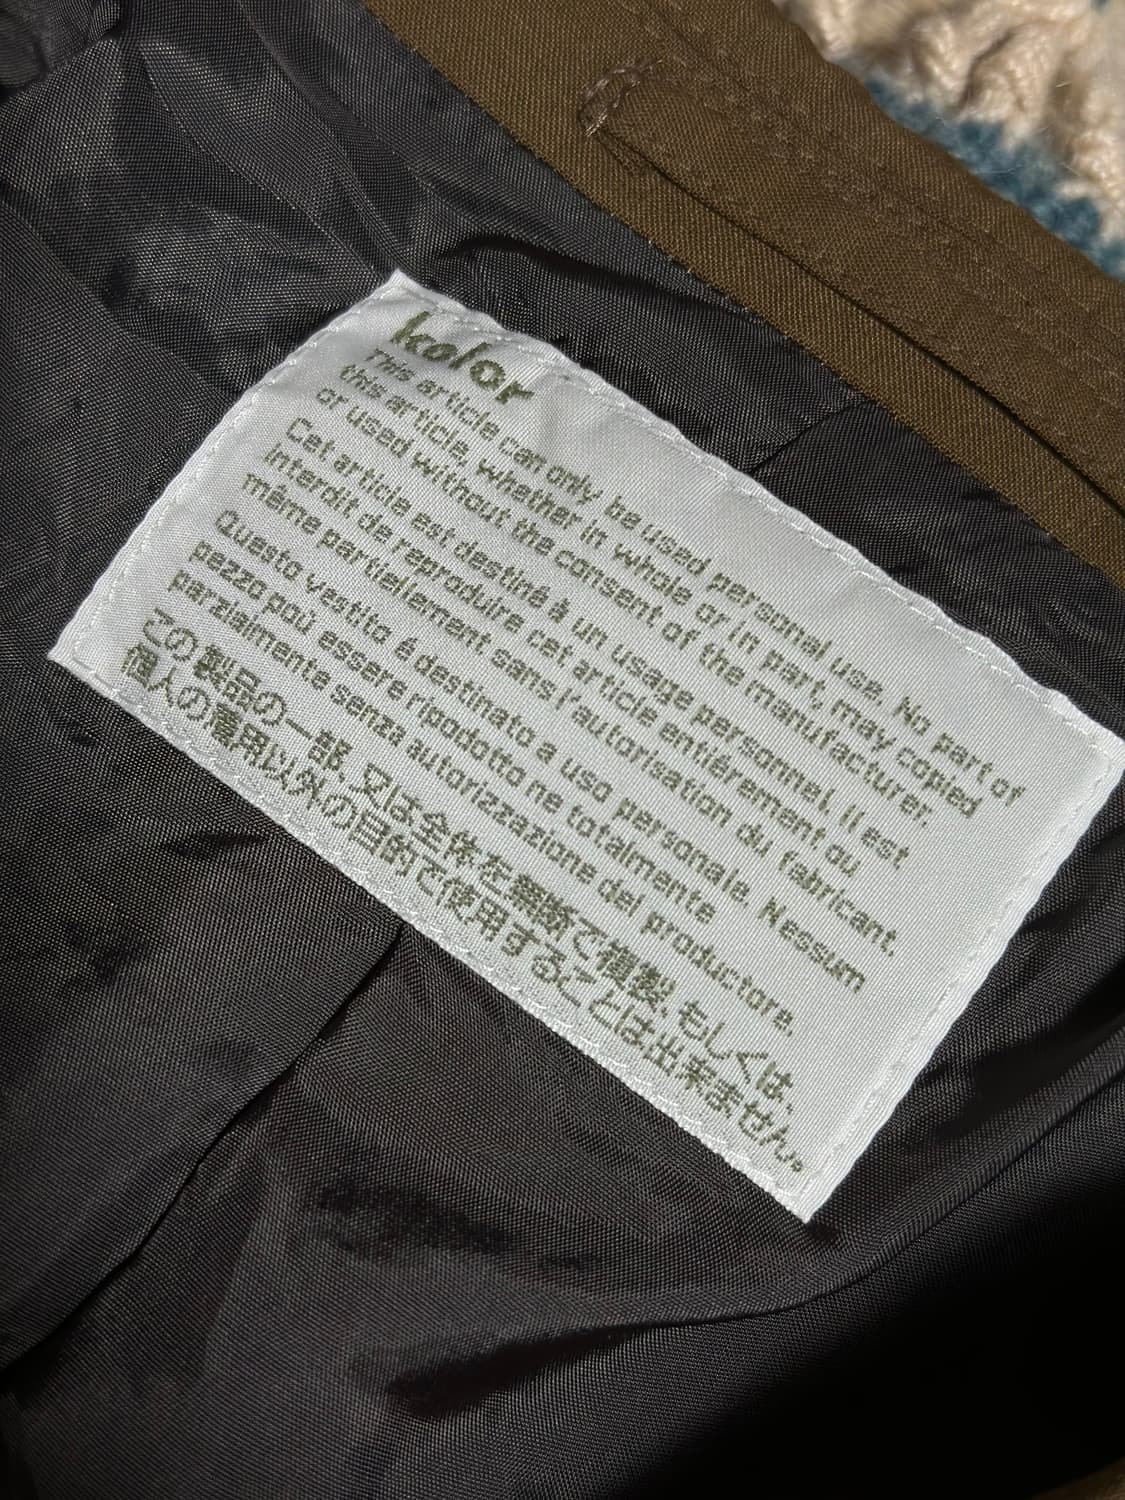 kolor
This article can only be used personal use. No part of
this article, whether in whole or in part, may copied
or used without the consent of the manufacturer.
Cet article est destiné à un usage personnel. Il est
interdit de reproduire cet article entiérement ou
même partiellement sans l'autorisation du fabricant.
Questo vestito é destinato a uso personale. Nessum
pezzo poù essere ripodotto ne totalmente
parzialmente senza autorizzazione del productore.
この製品の一部、又は全体を無断で複製、もしくは、
個人の着用以外の目的で使用することは出来ません。